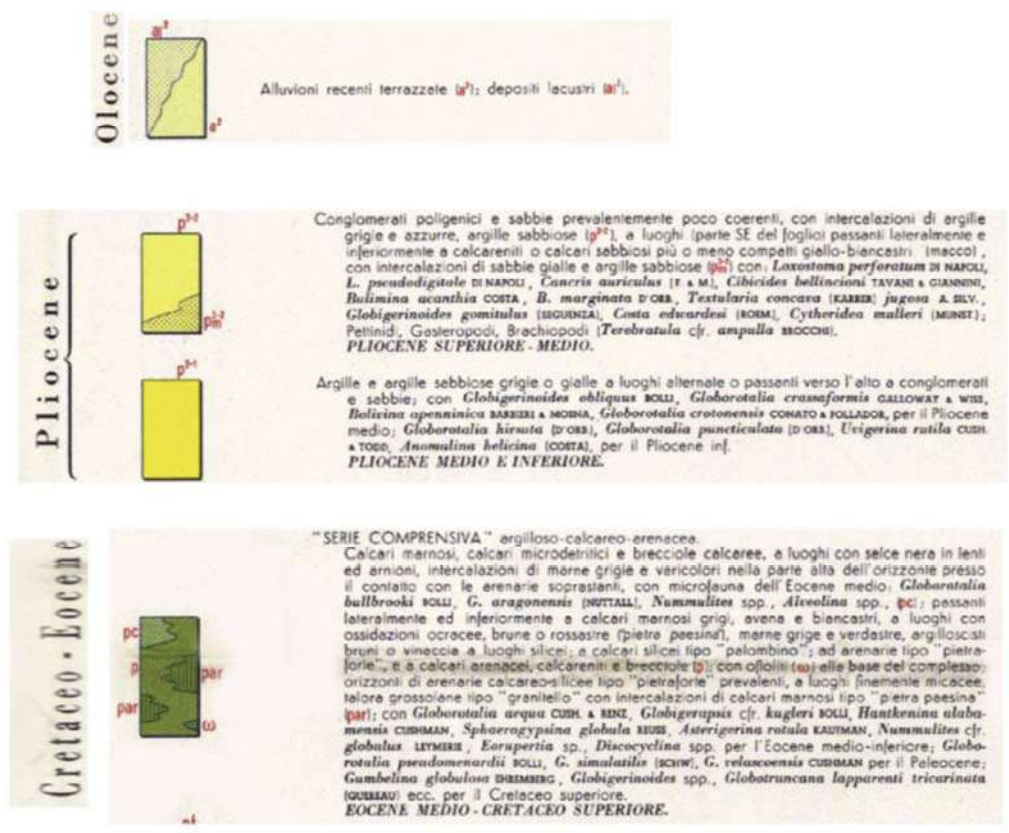 Olocene
al²
a²
Alluvioni recenti terrazzate (a²); depositi lacustri (al²).
Pliocene
p³⁻²
Conglomerati poligenici e sabbie prevalentemente poco coerenti, con intercalazioni di argille
grigie e azzurre, argille sabbiose (p³⁻²), a luoghi (parte SE del foglio) passanti lateralmente e
inferiormente a calcareniti o calcari sabbiosi più o meno compatti giallo-biancastri (macco),
con intercalazioni di sabbie gialle e argille sabbiose con: Loxostoma perforatum DI NAPOLI,
L. pseudodigitale DI NAPOLI, Cancris auriculus (F. & M.), Cibicides bellincioni TAVANI & GIANNINI,
Bulimina acanthia COSTA, B. marginata D'ORB., Textularia concava (KARRER) jugosa A. SILV.,
Globigerinoides gomitulus (SEGUENZA), Costa edwardsi (ROEM), Cytheridea mulleri (MUNST.);
Pettinidi, Gasteropodi, Brachiopodi (Terebratula cfr. ampulla BROCCHI).
PLIOCENE SUPERIORE - MEDIO.
p²⁻¹
Argille e argille sabbiose grigie o gialle a luoghi alternate o passanti verso l'alto a conglomerati
e sabbie; con Globigerinoides obliquus BOLLI, Globorotalia crassaformis GALLOWAY & WISS,
Bolivina apenninica BARBIERI & MOSNA, Globorotalia crotonensis CONATO & FOLLADOR, per il Pliocene
medio; Globorotalia hirsuta (D'ORB.), Globorotalia puncticulata (D'ORB.), Uvigerina rutila CUSH.
& TODD, Anomalina helicina (COSTA), per il Pliocene inf.
PLIOCENE MEDIO E INFERIORE.
Cretaceo - Eocene
pc
p
par
par
ω
"SERIE COMPRENSIVA" argilloso-calcareo-arenacea.
Calcari marnosi, calcari microdetritici e brecciole calcaree, a luoghi con selce nera in lenti
ed arnioni, intercalazioni di marne grigie e varicolori nella parte alta dell'orizzonte presso
il contatto con le arenarie soprastanti, con microfauna dell'Eocene medio: Globorotalia
bullbrooki BOLLI, G. aragonensis (NUTTALL), Nummulites spp., Alveolina spp., (pc); passanti
lateralmente ed inferiormente a calcari marnosi grigi, avana e biancastri, a luoghi con
ossidazioni ocracee, brune o rossastre ("pietra paesina"), marne grige e verdastre, argilloscisti
bruni o vinaccia a luoghi silicei; a calcari silicei tipo "palombino"; ad arenarie tipo "pietra-
forte", e a calcari arenacei, calcareniti e brecciole (p); con ofioliti (ω) alla base del complesso;
orizzonti di arenarie calcareo-silicee tipo "pietraforte" prevalenti, a luoghi finemente micacee,
talora grossolane tipo "granitello" con intercalazioni di calcari marnosi tipo "pietra paesina"
(par); con Globorotalia aequa CUSH. & RENZ, Globigerapsis cfr. kugleri BOLLI, Hantkenina alaba-
mensis CUSHMAN, Sphaerogypsina globula REUSS, Asterigerina rotula KAUFMAN, Nummulites cfr.
globulus LEYMERIE, Eorupertia sp., Discocyclina spp. per l'Eocene medio-inferiore; Globo-
rotalia pseudomenardii BOLLI, G. simulatilis (SCHW), G. velascoensis CUSHMAN per il Paleocene;
Gumbelina globulosa EHREMBERG, Globigerinoides spp., Globotruncana lapparenti tricarinata
(QUEREAU) ecc. per il Cretaceo superiore.
EOCENE MEDIO - CRETACEO SUPERIORE.